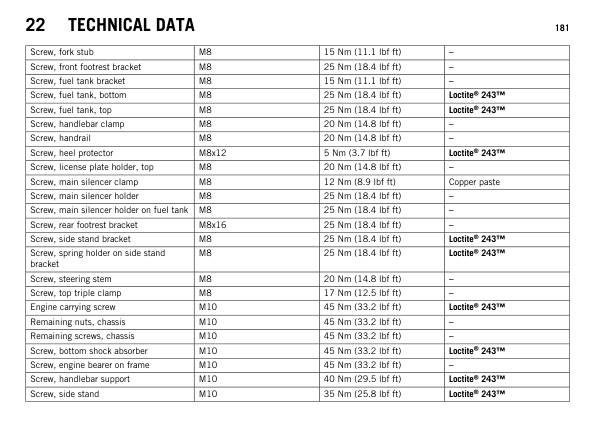 22 TECHNICAL DATA 181
Screw, fork stub M8 15 Nm (11.1 lbf ft) –
Screw, front footrest bracket M8 25 Nm (18.4 lbf ft) –
Screw, fuel tank bracket M8 15 Nm (11.1 lbf ft) –
Screw, fuel tank, bottom M8 25 Nm (18.4 lbf ft) Loctite® 243™
Screw, fuel tank, top M8 25 Nm (18.4 lbf ft) Loctite® 243™
Screw, handlebar clamp M8 20 Nm (14.8 lbf ft) –
Screw, handrail M8 20 Nm (14.8 lbf ft) –
Screw, heel protector M8x12 5 Nm (3.7 lbf ft) Loctite® 243™
Screw, license plate holder, top M8 20 Nm (14.8 lbf ft) –
Screw, main silencer clamp M8 12 Nm (8.9 lbf ft) Copper paste
Screw, main silencer holder M8 25 Nm (18.4 lbf ft) –
Screw, main silencer holder on fuel tank M8 25 Nm (18.4 lbf ft) –
Screw, rear footrest bracket M8x16 25 Nm (18.4 lbf ft) –
Screw, side stand bracket M8 25 Nm (18.4 lbf ft) Loctite® 243™
Screw, spring holder on side stand M8 25 Nm (18.4 lbf ft) Loctite® 243™
bracket
Screw, steering stem M8 20 Nm (14.8 lbf ft) –
Screw, top triple clamp M8 17 Nm (12.5 lbf ft) –
Engine carrying screw M10 45 Nm (33.2 lbf ft) Loctite® 243™
Remaining nuts, chassis M10 45 Nm (33.2 lbf ft) –
Remaining screws, chassis M10 45 Nm (33.2 lbf ft) –
Screw, bottom shock absorber M10 45 Nm (33.2 lbf ft) Loctite® 243™
Screw, engine bearer on frame M10 45 Nm (33.2 lbf ft) –
Screw, handlebar support M10 40 Nm (29.5 lbf ft) Loctite® 243™
Screw, side stand M10 35 Nm (25.8 lbf ft) Loctite® 243™